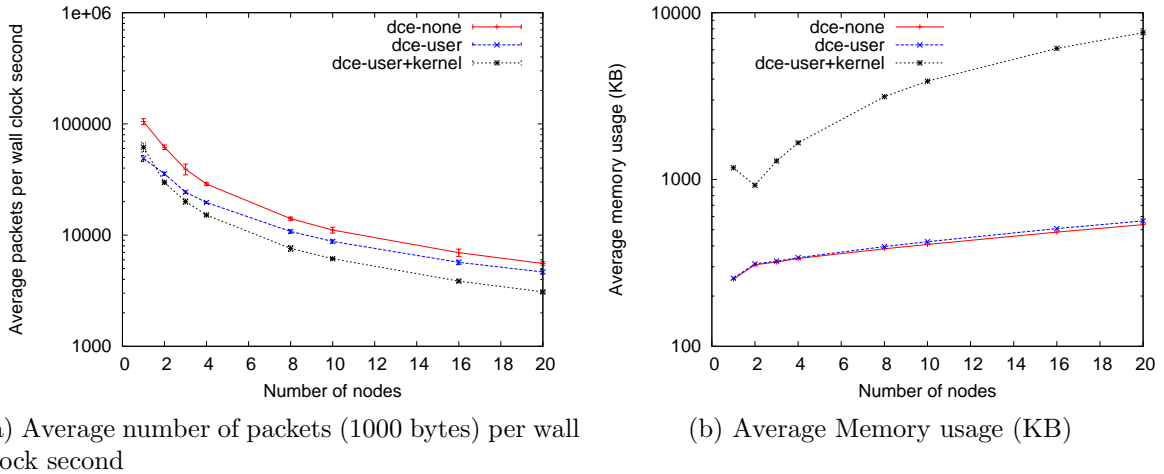 1e+06
100000
10000
1000
0 2 4 6 8 10 12 14 16 18 20
Average packets per wall clock second
Number of nodes
dce-none
dce-user
dce-user+kernel
) Average number of packets (1000 bytes) per wall
ock second
10000
1000
100
0 2 4 6 8 10 12 14 16 18 20
Average memory usage (KB)
Number of nodes
dce-none
dce-user
dce-user+kernel
(b) Average Memory usage (KB)